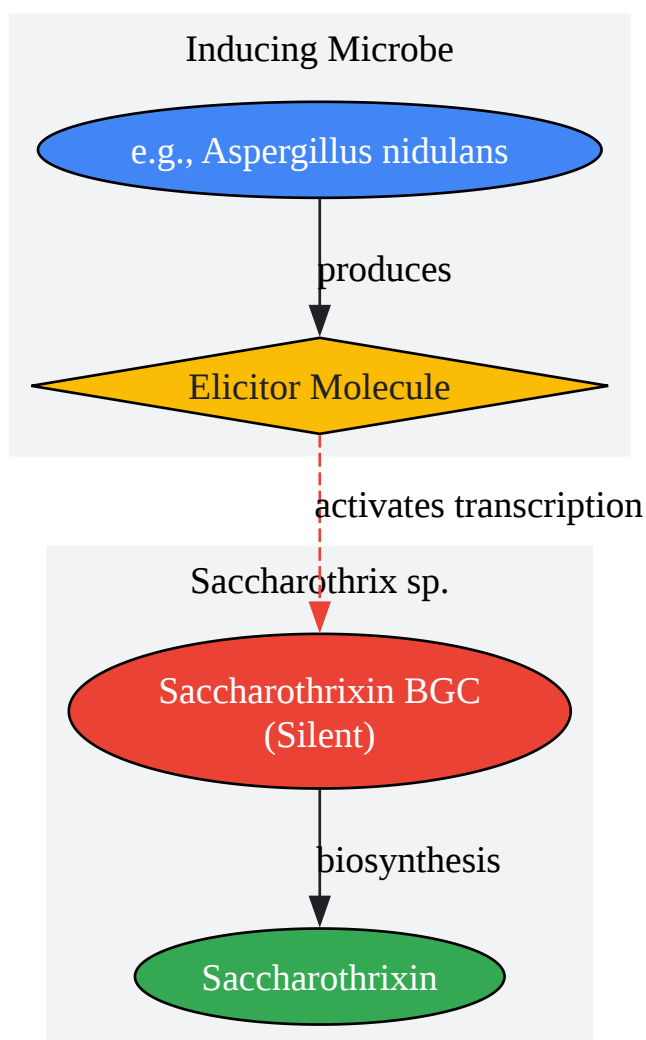 Inducing Microbe
e.g., Aspergillus nidulans
produces
Elicitor Molecule
activates transcription
Saccharothrix sp.
Saccharothrixin BGC
(Silent)
biosynthesis
Saccharothrixin